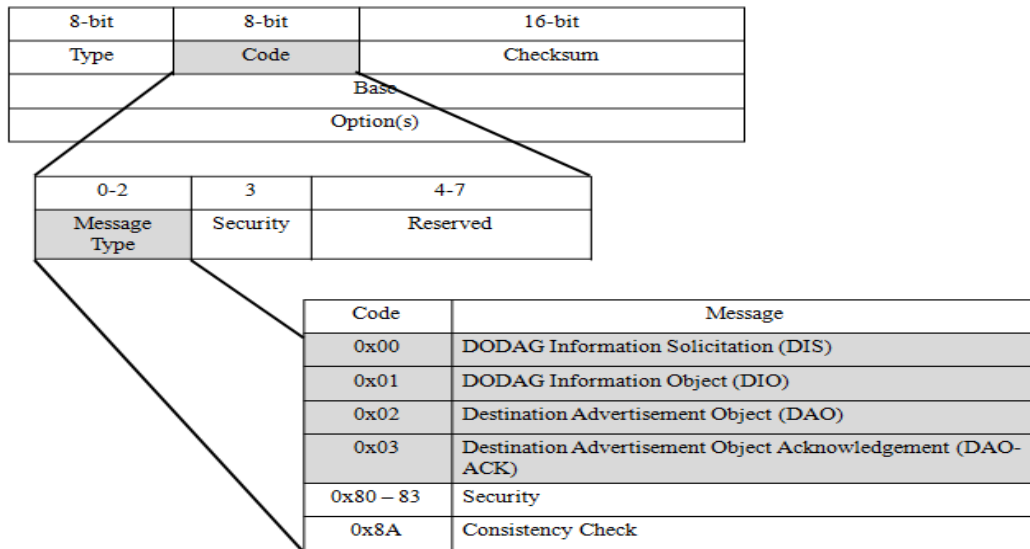 8-bit 8-bit 16-bit
Type Code Checksum
Base
Option(s)
0-2 3 4-7
Message Security Reserved
Type
Code Message
0x00 DODAG Information Solicitation (DIS)
0x01 DODAG Information Object (DIO)
0x02 Destination Advertisement Object (DAO)
0x03 Destination Advertisement Object Acknowledgement (DAO-
ACK)
0x80 – 83 Security
0x8A Consistency Check